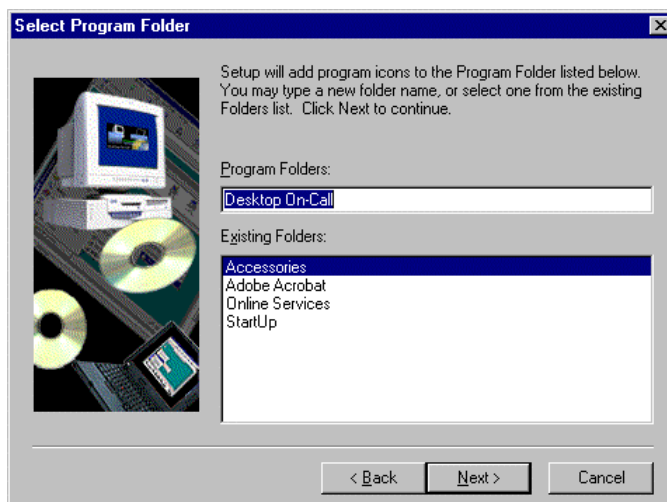 Select Program Folder
Setup will add program icons to the Program Folder listed below.
You may type a new folder name, or select one from the existing
Folders list. Click Next to continue.
Program Folders:
Desktop On-Call
Existing Folders:
Accessories
Adobe Acrobat
Online Services
StartUp
< Back
Next >
Cancel